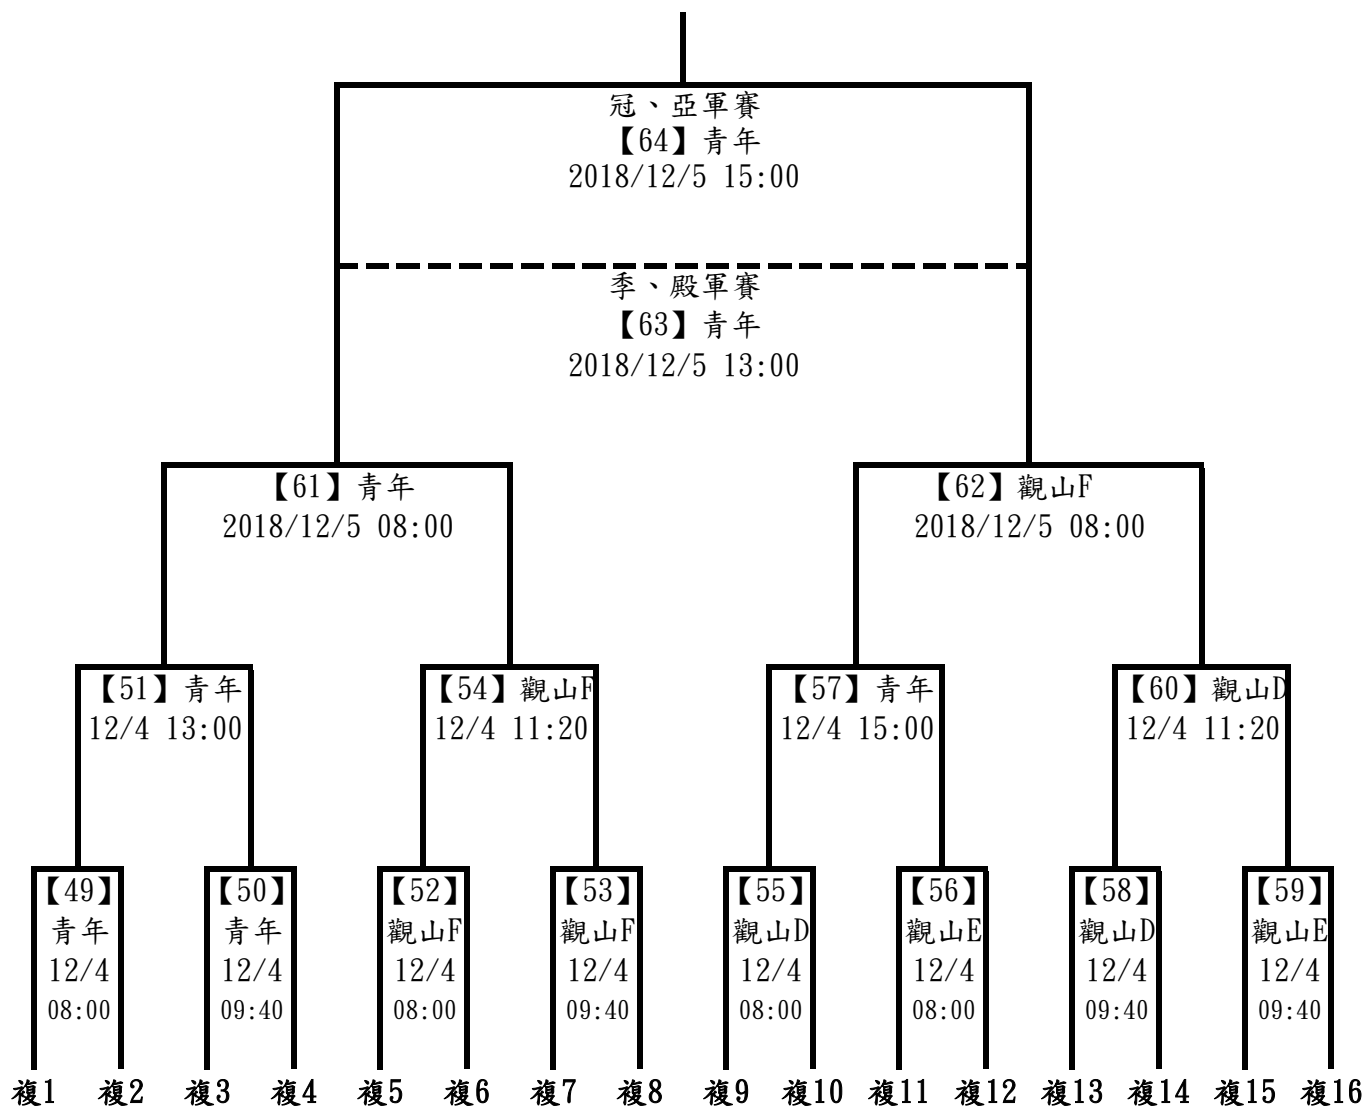 冠、亞軍賽
【64】青年
2018/12/5 15:00
季、殿軍賽
【63】青年
2018/12/5 13:00
【61】青年
2018/12/5 08:00
【62】觀山F
2018/12/5 08:00
【51】青年
12/4 13:00
【54】觀山F
12/4 11:20
【57】青年
12/4 15:00
【60】觀山D
12/4 11:20
【49】
青年
12/4
08:00
【50】
青年
12/4
09:40
【52】
觀山F
12/4
08:00
【53】
觀山F
12/4
09:40
【55】
觀山D
12/4
08:00
【56】
觀山E
12/4
08:00
【58】
觀山D
12/4
09:40
【59】
觀山E
12/4
09:40
複1 複2 複3 複4 複5 複6 複7 複8 複9 複10 複11 複12 複13 複14 複15 複16